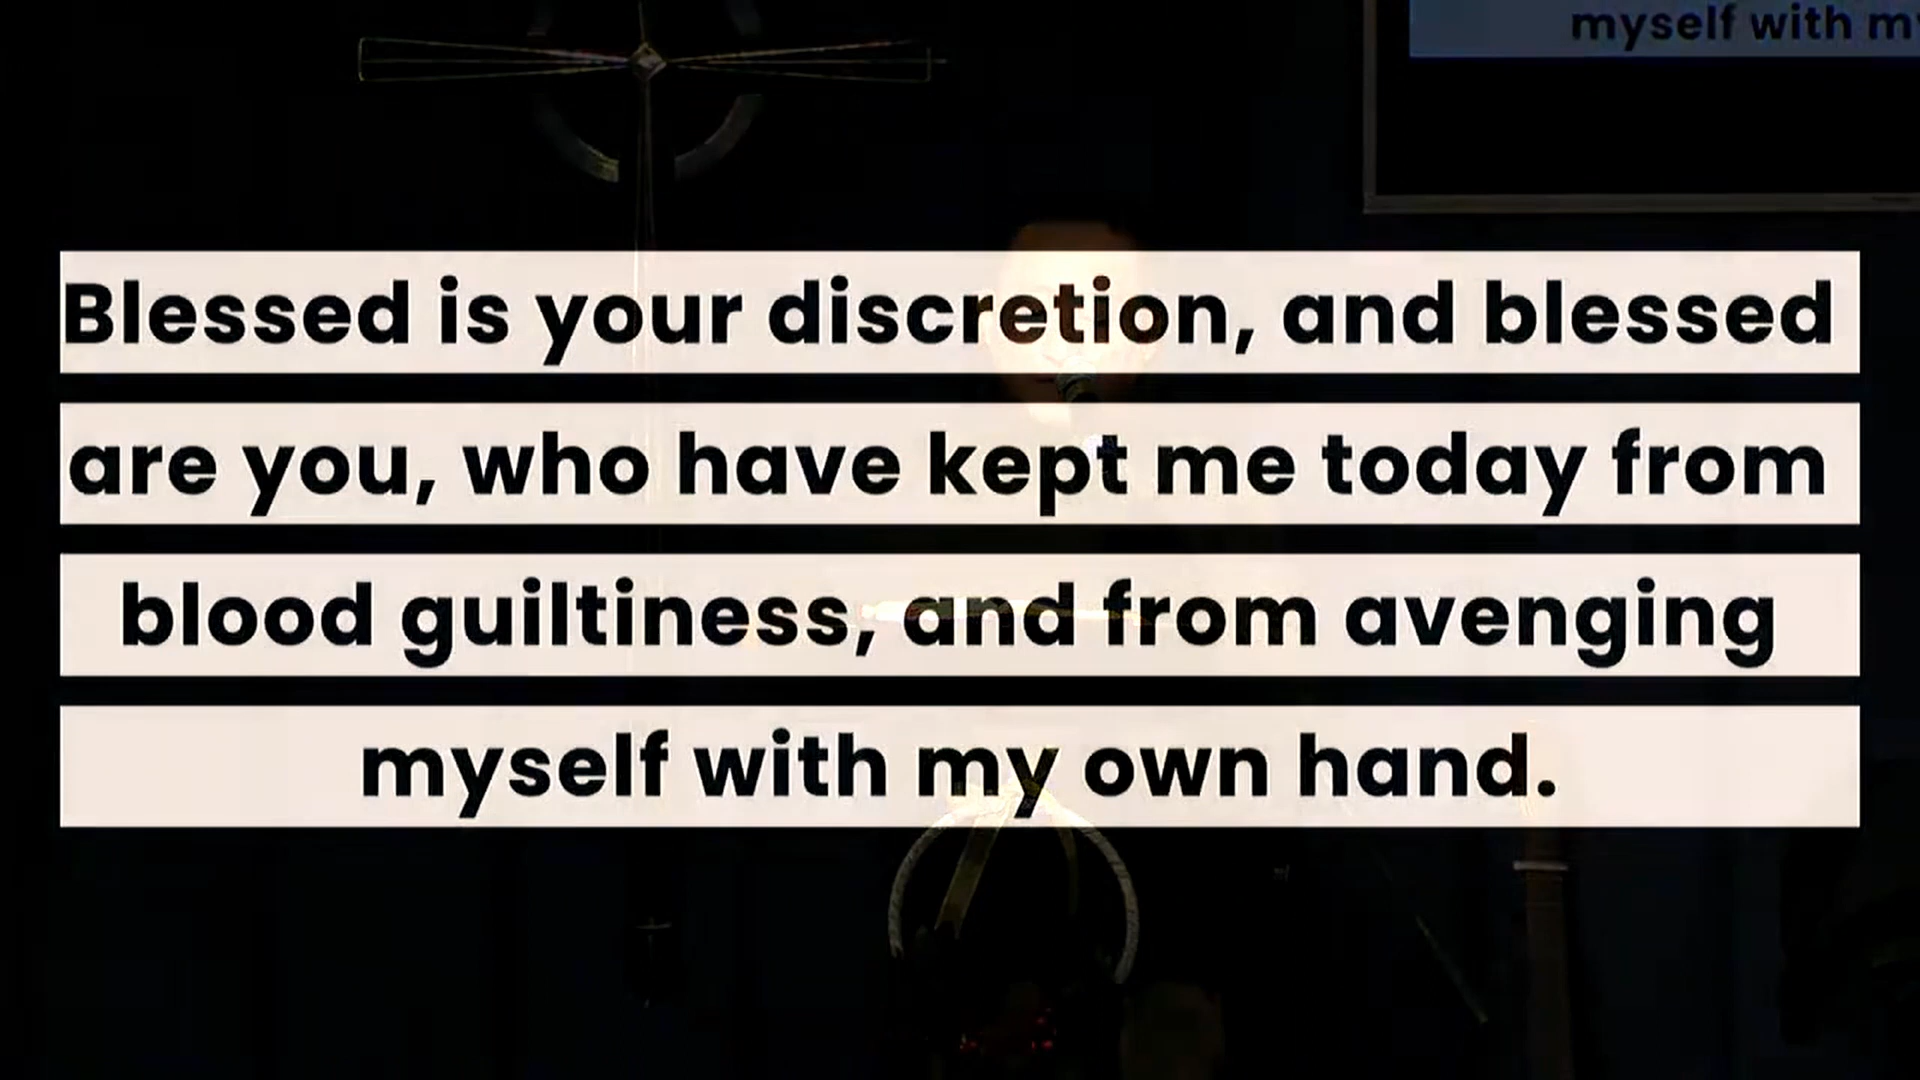 myself with m
Blessed is your discretion, and blessed
are you, who have kept me today from
blood guiltiness, and from avenging
myself with my own hand.